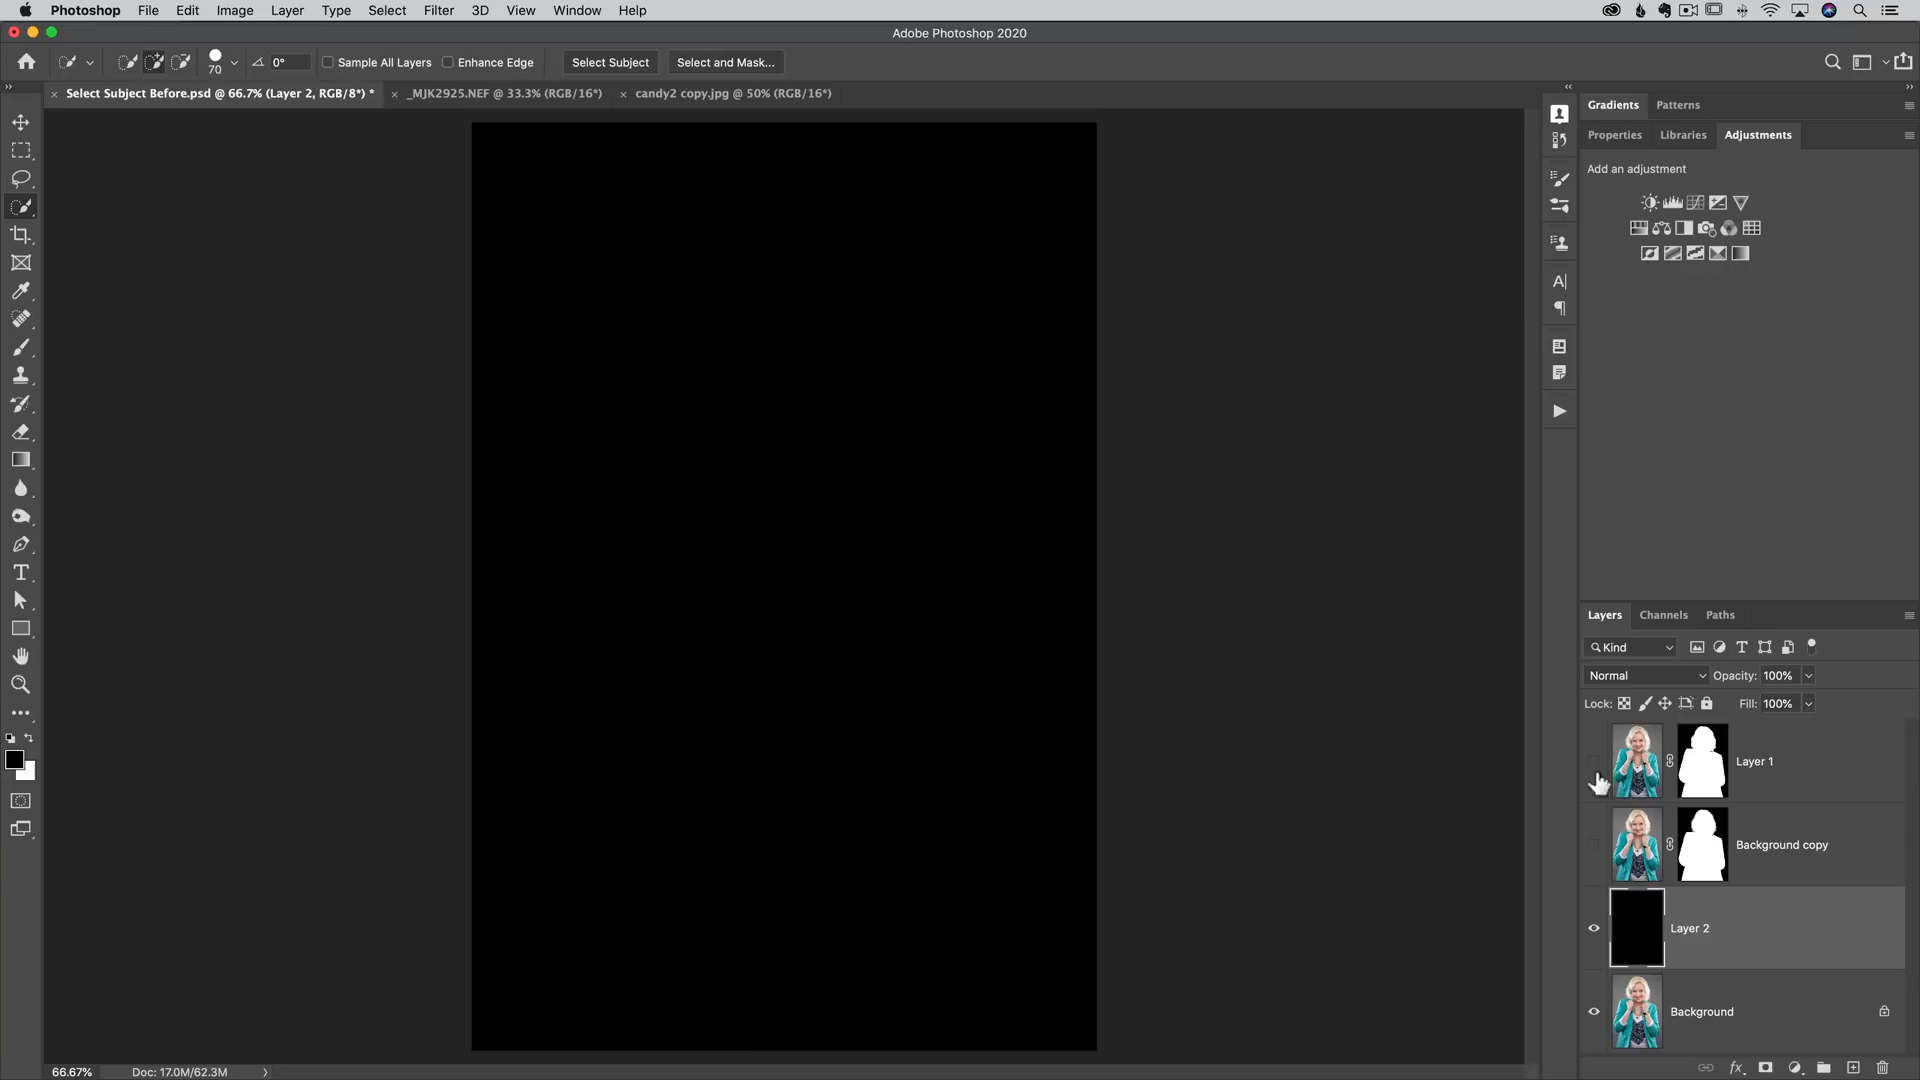 Photoshop File Edit Image Layer Type Select Filter 3D View Window Help
Adobe Photoshop 2020
70 0° Sample All Layers Enhance Edge Select Subject Select and Mask...
Select Subject Before.psd @ 66.7% (Layer 2, RGB/8*) * _MJK2925.NEF @ 33.3% (RGB/16*) candy2 copy.jpg @ 50% (RGB/16*)
Gradients Patterns
Properties Libraries Adjustments
Add an adjustment
Layers Channels Paths
Kind
Normal Opacity: 100%
Lock: Fill: 100%
Layer 1
Background copy
Layer 2
Background
66.67% Doc: 17.0M/62.3M